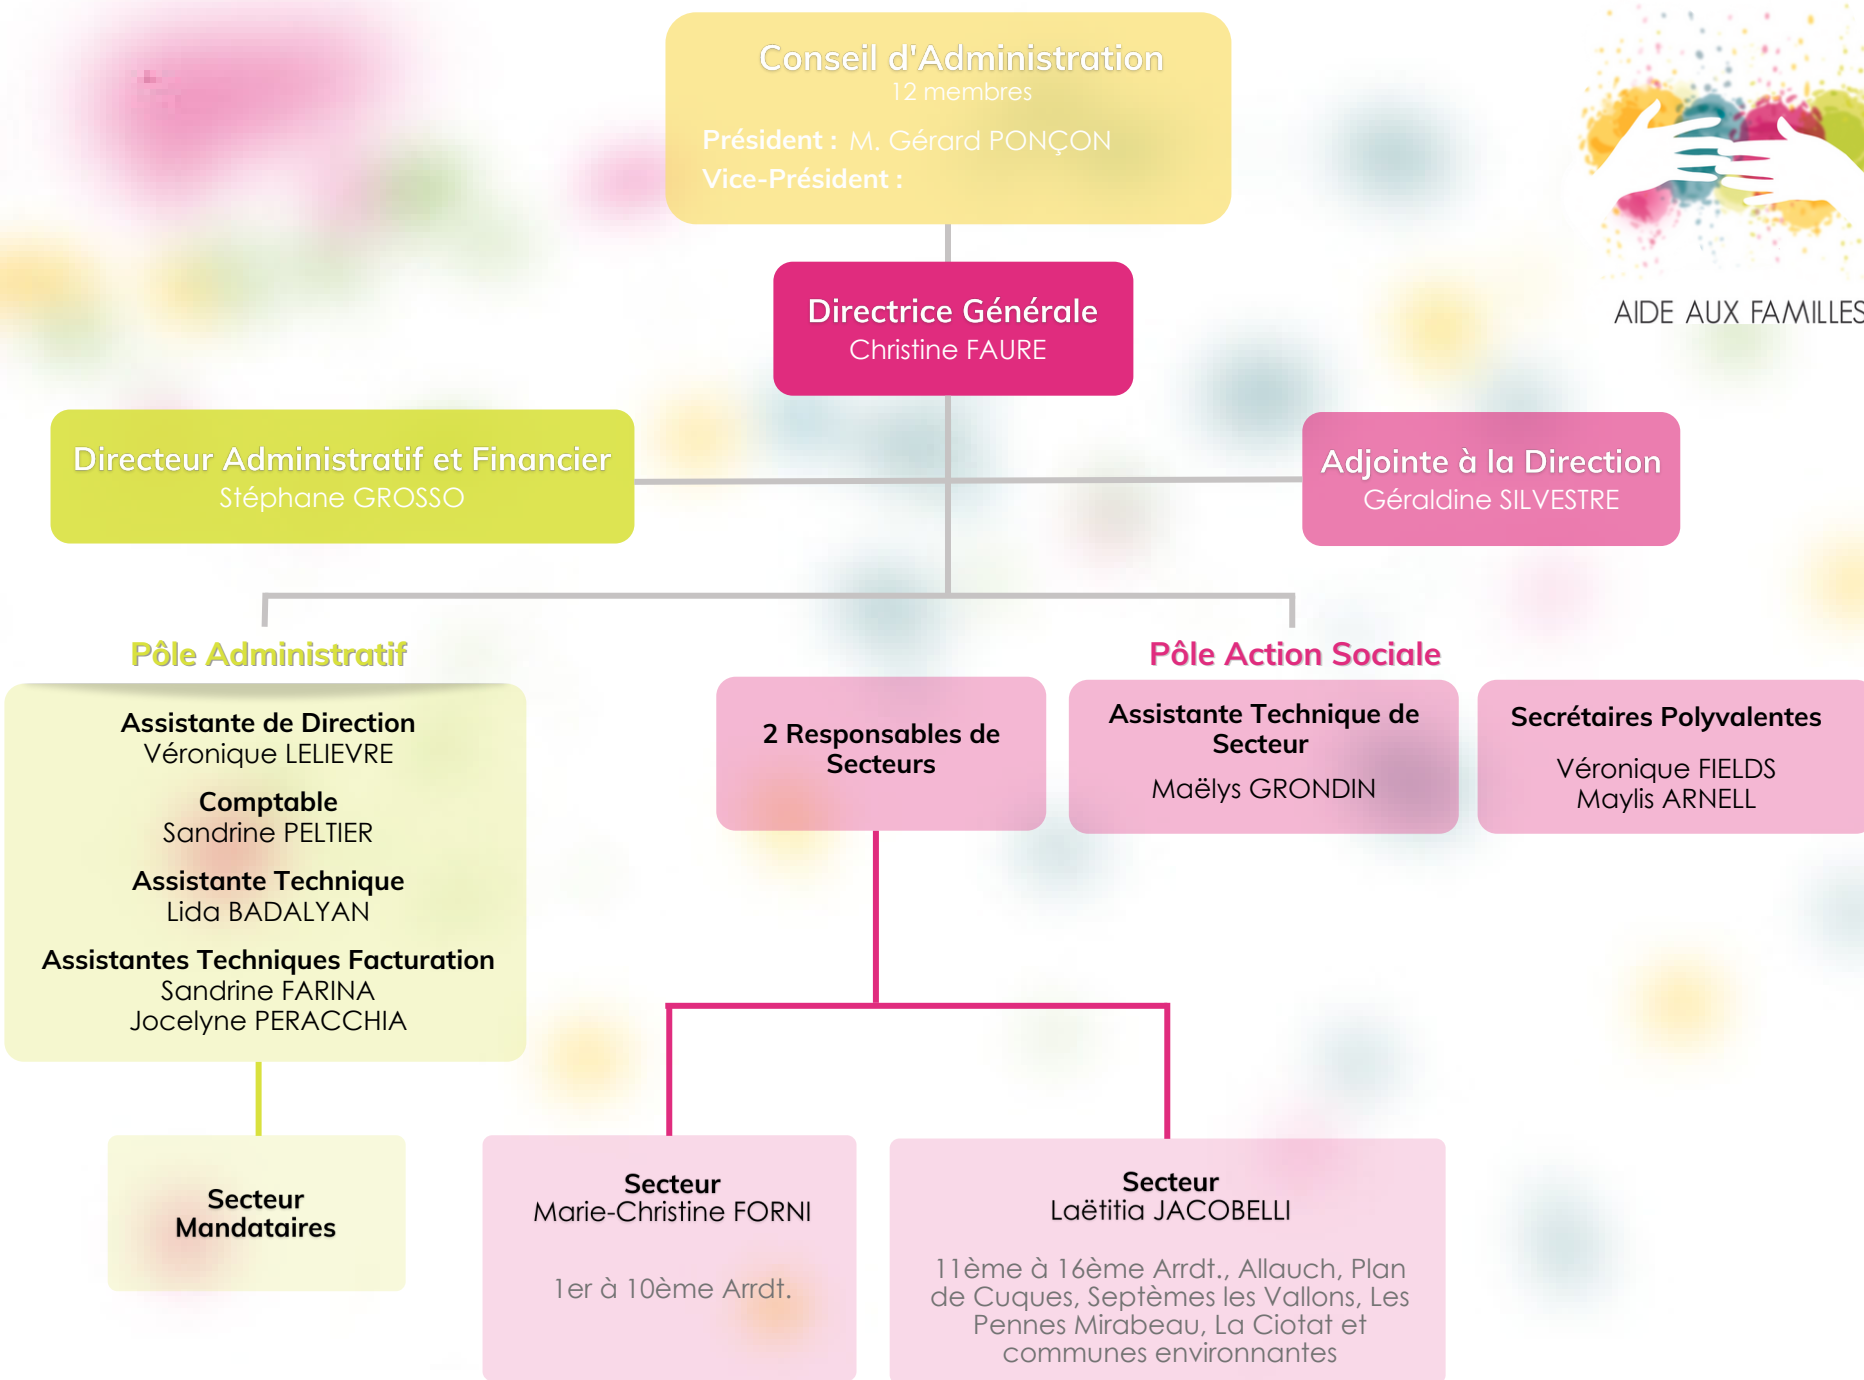 Conseil d'Administration
12 membres
Président : M. Gérard PONÇON
Vice-Président :
AIDE AUX FAMILLES
Directrice Générale
Christine FAURE
Directeur Administratif et Financier
Stéphane GROSSO
Adjointe à la Direction
Géraldine SILVESTRE
Pôle Administratif
Assistante de Direction
Véronique LELIEVRE
Comptable
Sandrine PELTIER
Assistante Technique
Lida BADALYAN
Assistantes Techniques Facturation
Sandrine FARINA
Jocelyne PERACCHIA
Secteur
Mandataires
Pôle Action Sociale
2 Responsables de
Secteurs
Assistante Technique de
Secteur
Maëlys GRONDIN
Secrétaires Polyvalentes
Véronique FIELDS
Maylis ARNELL
Secteur
Marie-Christine FORNI
1er à 10ème Arrdt.
Secteur
Laëtitia JACOBELLI
11ème à 16ème Arrdt., Allauch, Plan
de Cuques, Septèmes les Vallons, Les
Pennes Mirabeau, La Ciotat et
communes environnantes